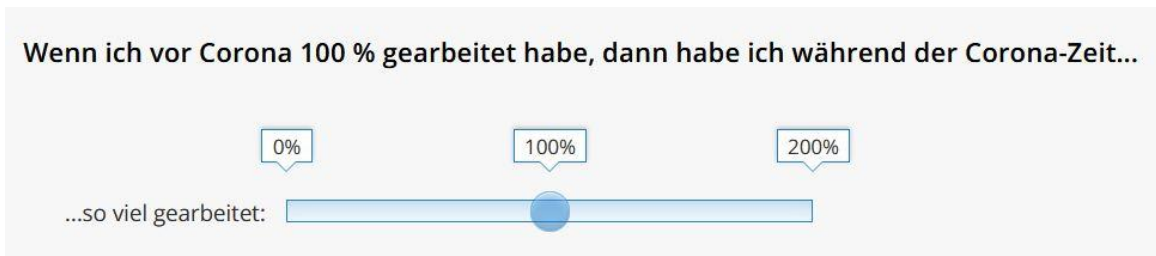 Wenn ich vor Corona 100 % gearbeitet habe, dann habe ich während der Corona-Zeit...
0% 100% 200%
...so viel gearbeitet: